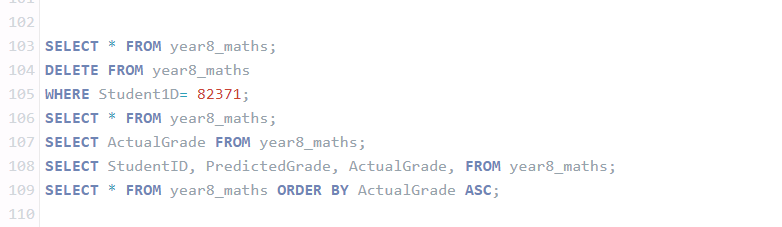 101
102
103 SELECT * FROM year8_maths;
104 DELETE FROM year8_maths
105 WHERE Student1D= 82371;
106 SELECT * FROM year8_maths;
107 SELECT ActualGrade FROM year8_maths;
108 SELECT StudentID, PredictedGrade, ActualGrade, FROM year8_maths;
109 SELECT * FROM year8_maths ORDER BY ActualGrade ASC;
110